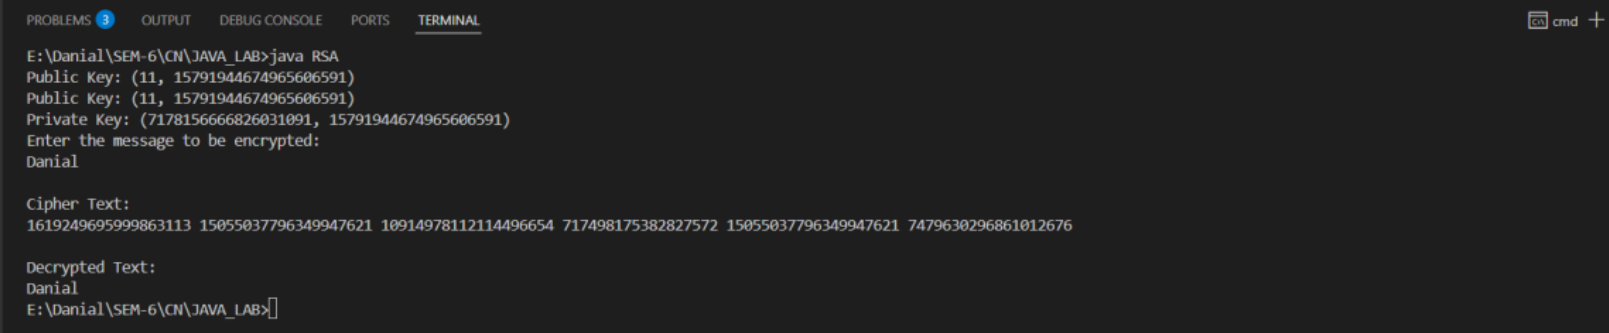 PROBLEMS 3 OUTPUT DEBUG CONSOLE PORTS TERMINAL cmd
E:\Danial\SEM-6\CN\JAVA_LAB>java RSA
Public Key: (11, 15791944674965606591)
Public Key: (11, 15791944674965606591)
Private Key: (7178156666826031091, 15791944674965606591)
Enter the message to be encrypted:
Danial
Cipher Text:
1619249695999863113 15055037796349947621 10914978112114496654 717498175382827572 15055037796349947621 7479630296861012676
Decrypted Text:
Danial
E:\Danial\SEM-6\CN\JAVA_LAB>